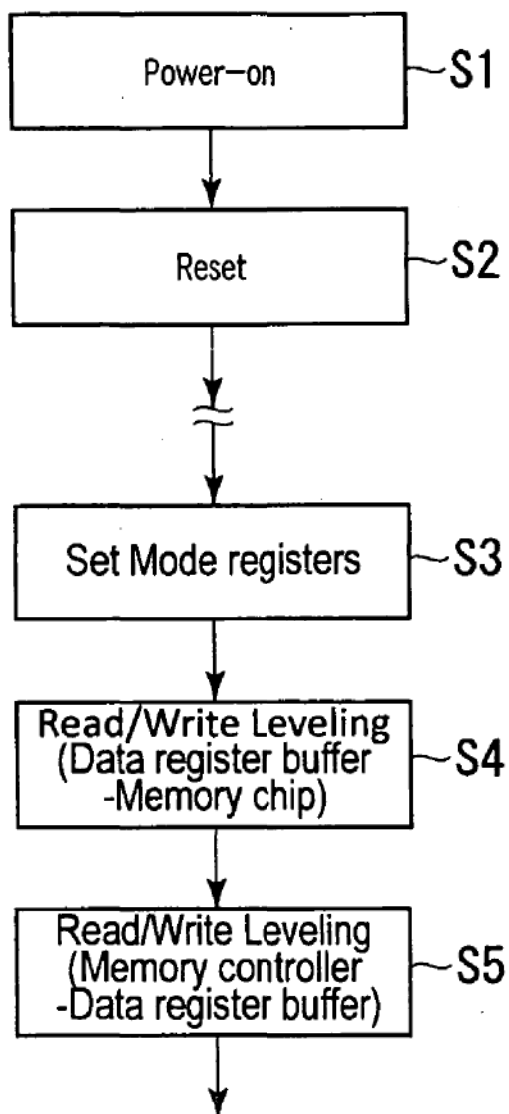 Power-on
S1
Reset
S2
Set Mode registers
S3
Read/Write Leveling
(Data register buffer
-Memory chip)
S4
Read/Write Leveling
(Memory controller
-Data register buffer)
S5